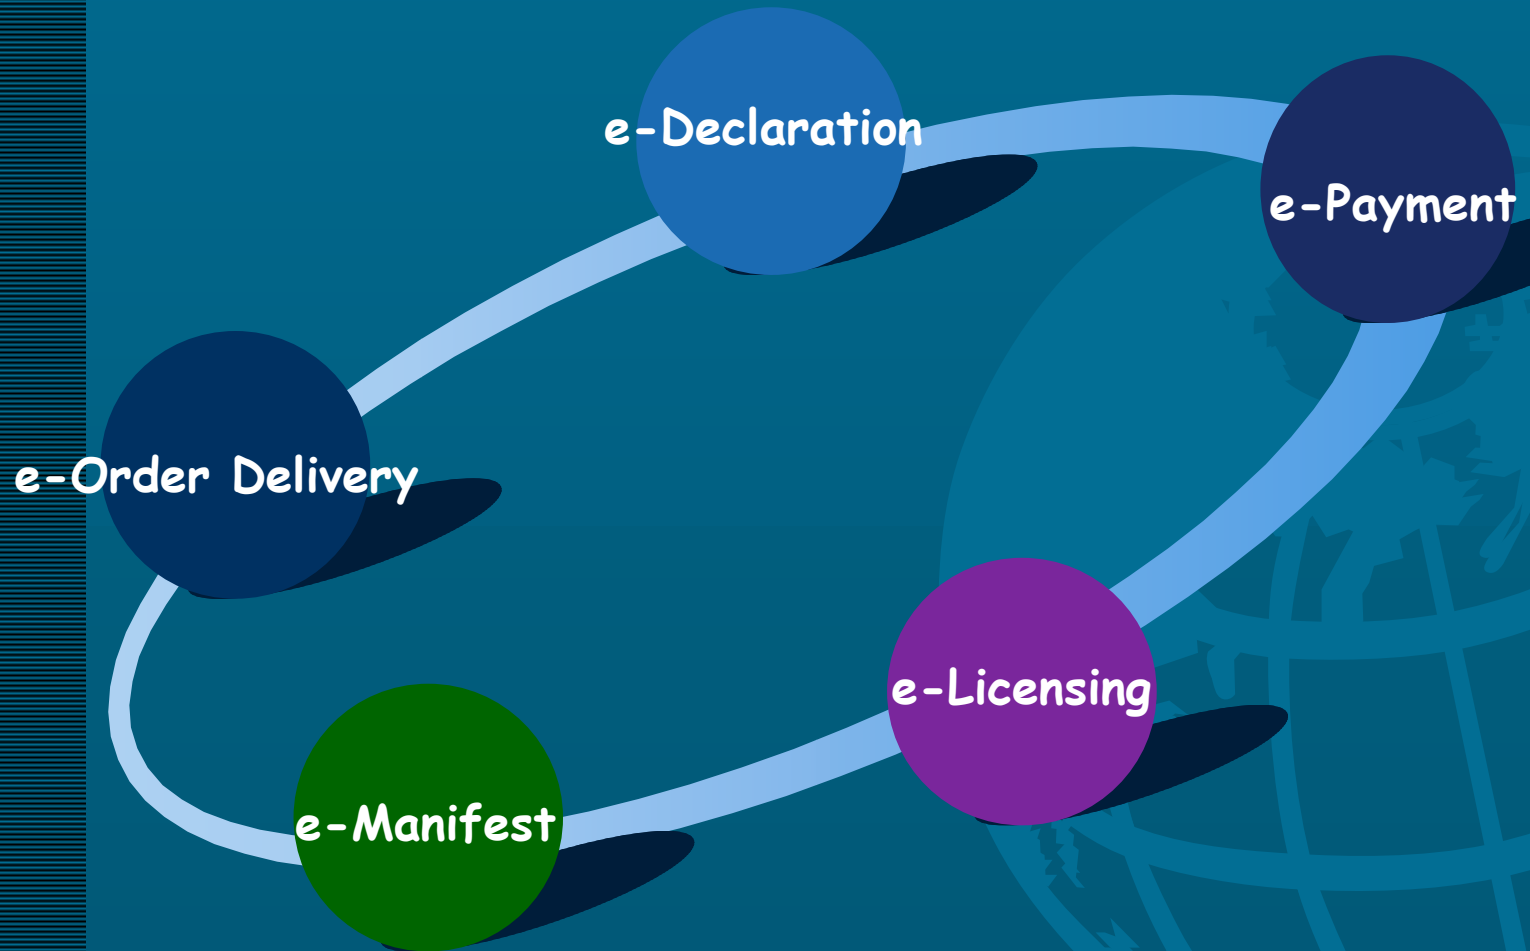 e-Declaration
e-Payment
e-Order Delivery
e-Licensing
e-Manifest